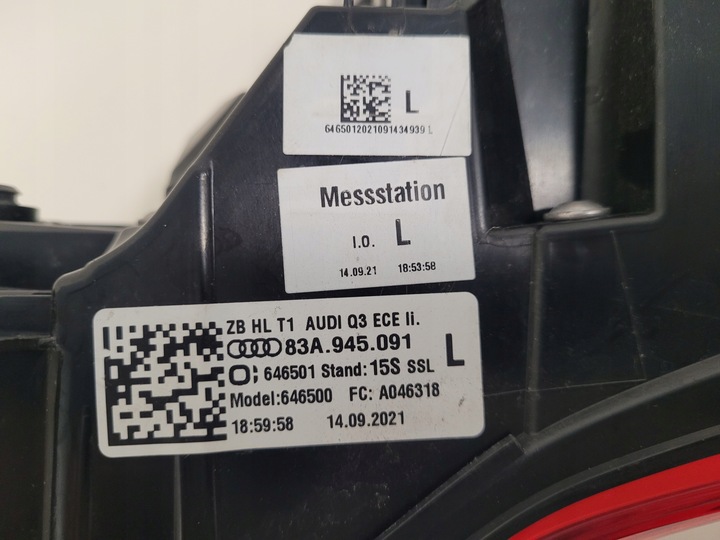 L
6465012021091434939 L
Messstation
I.O. L
14.09.21 18:53:58
ZB HL T1 AUDI Q3 ECE li.
83A.945.091
L
646501 Stand: 15S SSL
Model:646500 FC: A046318
18:59:58 14.09.2021